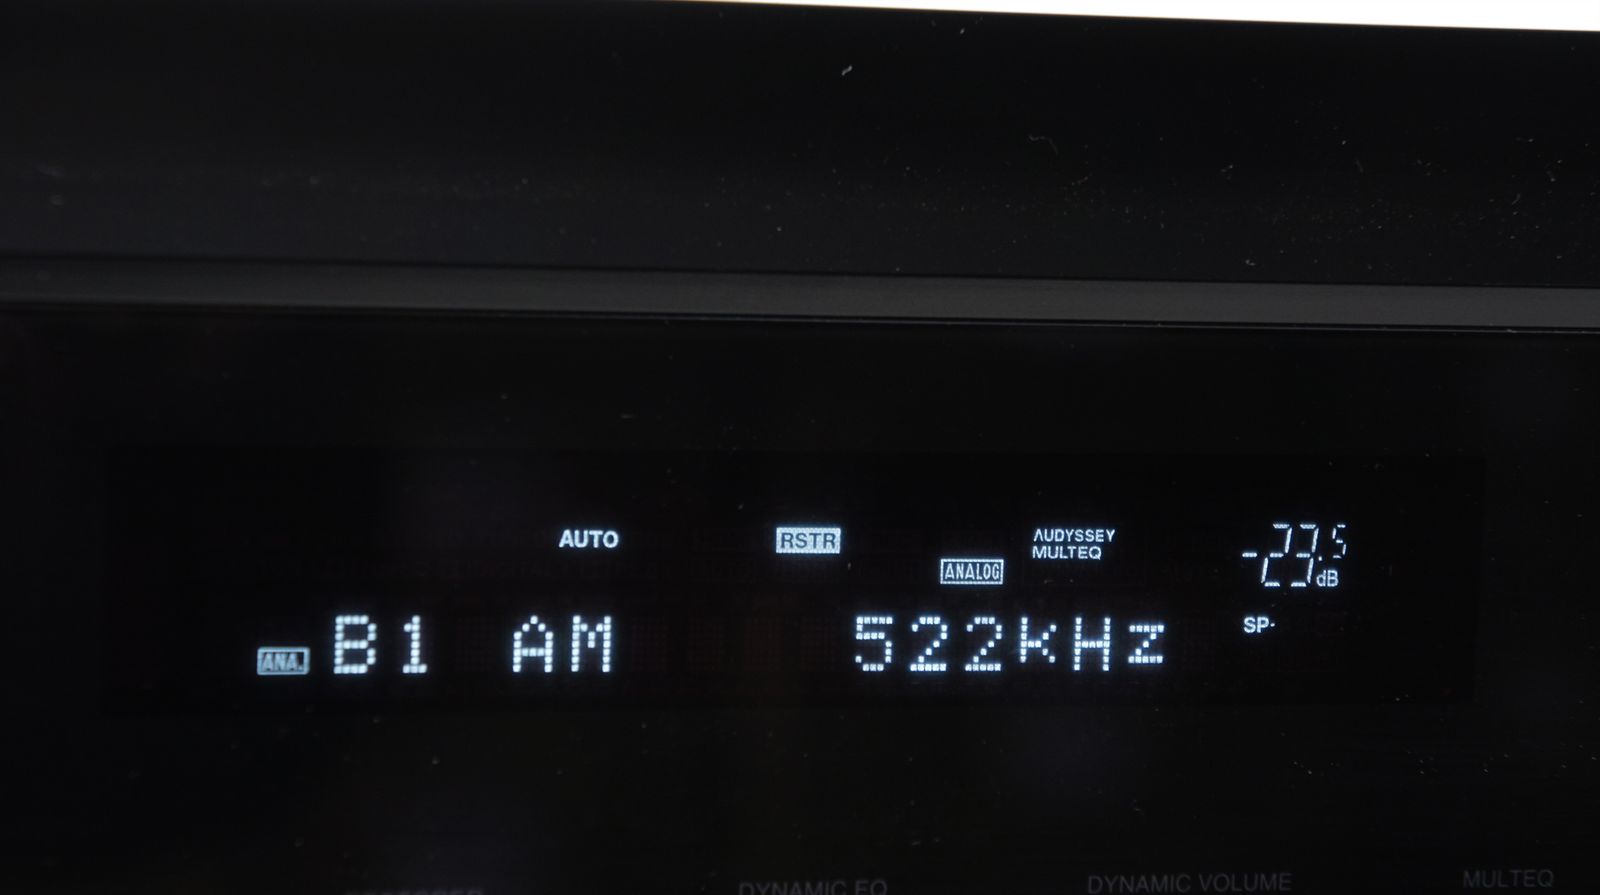 AUTO RSTR AUDYSSEY -23.5
MULTEQ
ANALOG dB
ANA. B1 AM 522kHz SP
DYNAMIC EQ DYNAMIC VOLUME MULTEQ